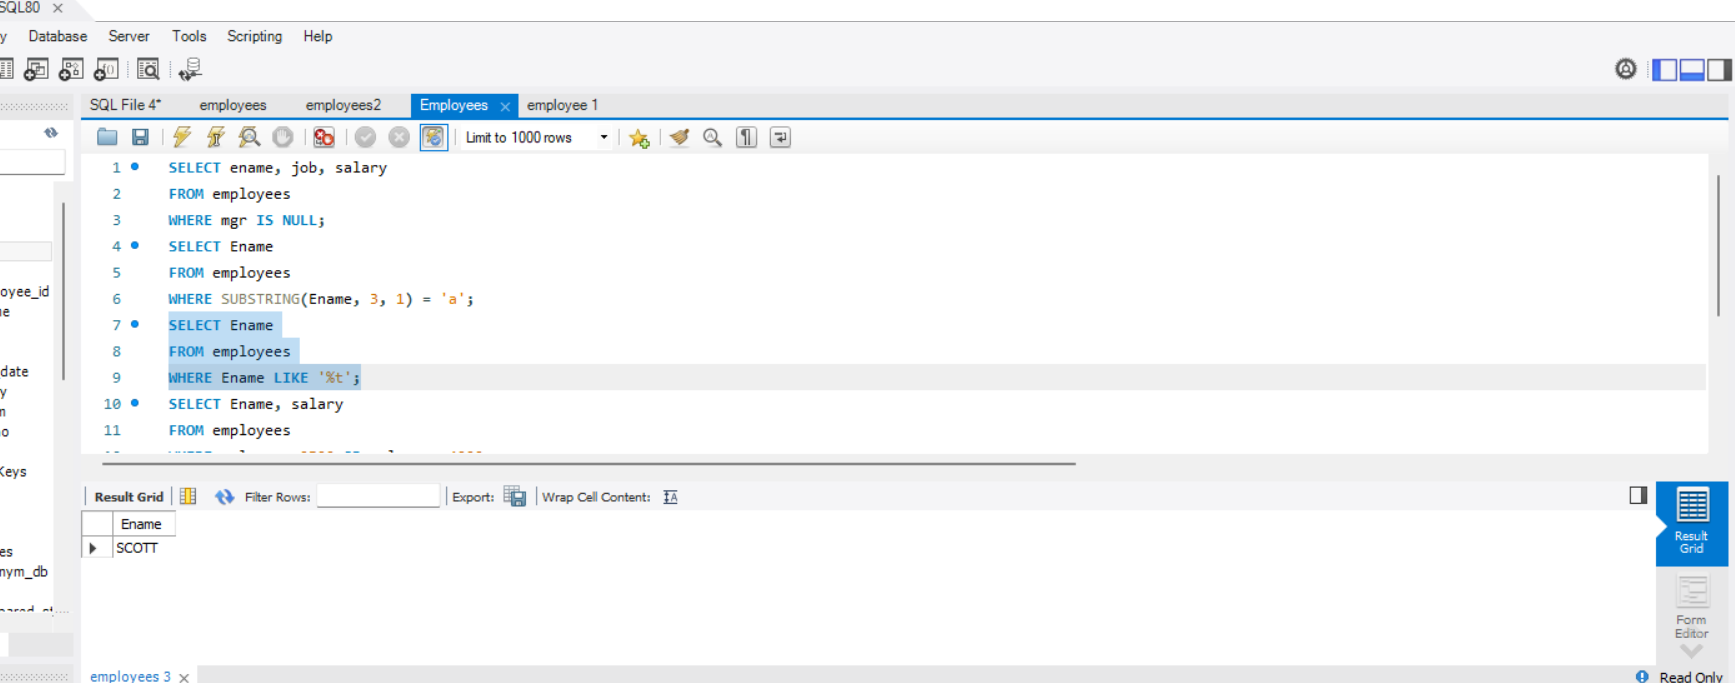 SQL80 ×
y Database Server Tools Scripting Help
SQL File 4* employees employees2 Employees × employee 1
Limit to 1000 rows
1 SELECT ename, job, salary
2 FROM employees
3 WHERE mgr IS NULL;
4 SELECT Ename
5 FROM employees
6 WHERE SUBSTRING(Ename, 3, 1) = 'a';
7 SELECT Ename
8 FROM employees
9 WHERE Ename LIKE '%t';
10 SELECT Ename, salary
11 FROM employees
oyee_id
e
date
y
n
o
Keys
es
nym_db
Result Grid Filter Rows: Export: Wrap Cell Content:
Ename
SCOTT
Result
Grid
Form
Editor
employees 3 ×
Read Only